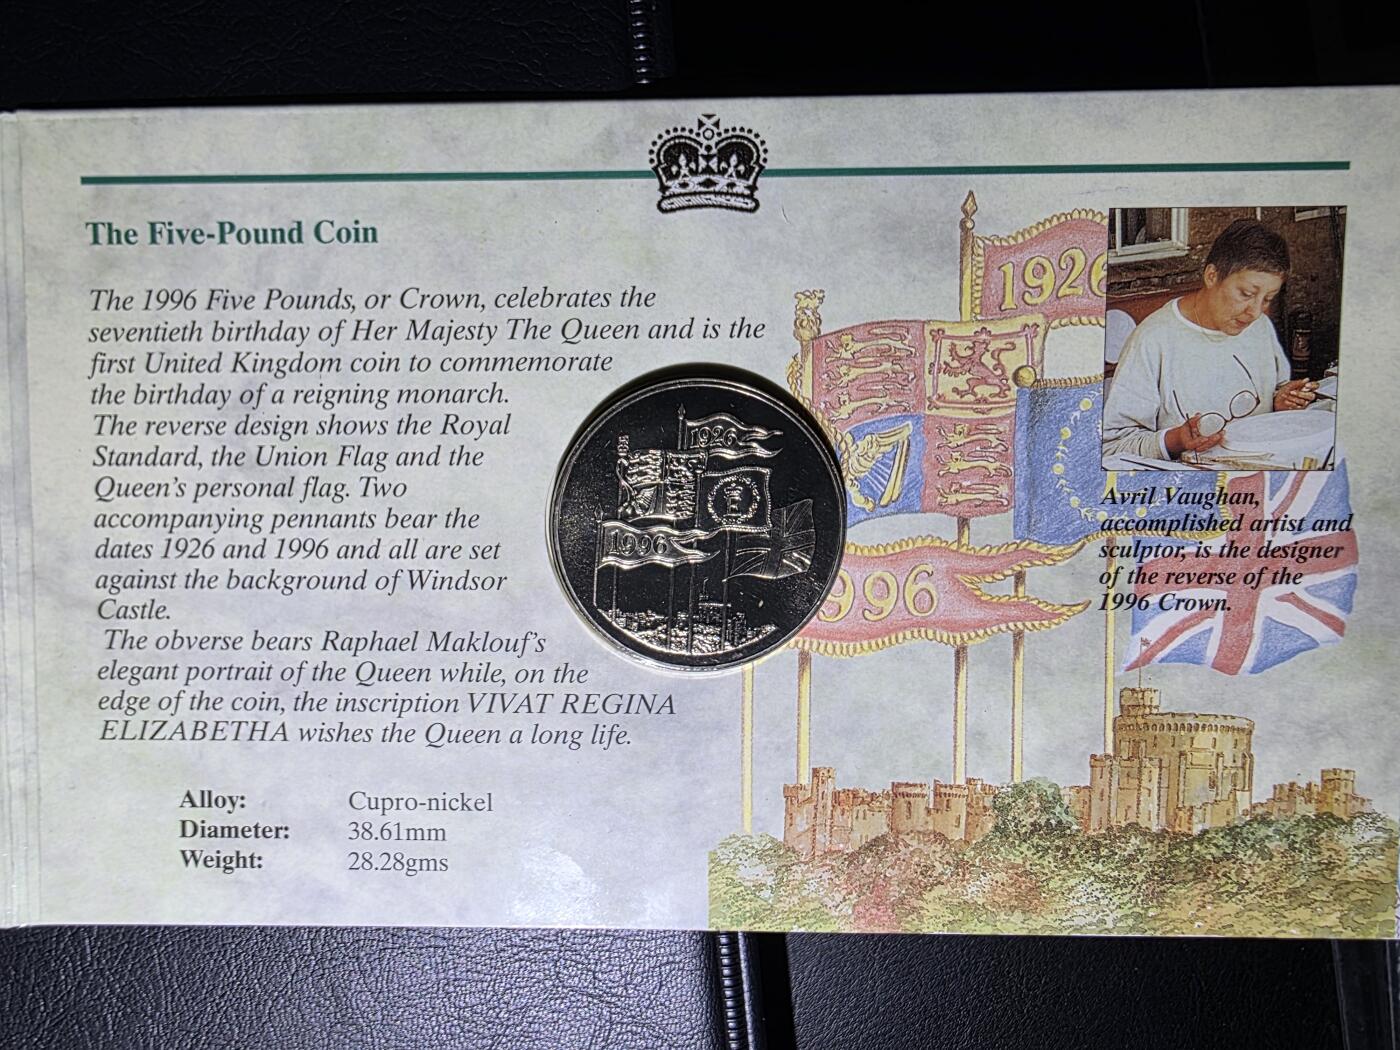 The Five-Pound Coin
The 1996 Five Pounds, or Crown, celebrates the
seventieth birthday of Her Majesty The Queen and is the
first United Kingdom coin to commemorate
the birthday of a reigning monarch.
The reverse design shows the Royal
Standard, the Union Flag and the
Queen's personal flag. Two
accompanying pennants bear the
dates 1926 and 1996 and all are set
against the background of Windsor
Castle.
The obverse bears Raphael Maklouf's
elegant portrait of the Queen while, on the
edge of the coin, the inscription VIVAT REGINA
ELIZABETHA wishes the Queen a long life.
Alloy: Cupro-nickel
Diameter: 38.61mm
Weight: 28.28gms
1926
1996
1926
996
Avril Vaughan,
accomplished artist and
sculptor, is the designer
of the reverse of the
1996 Crown.